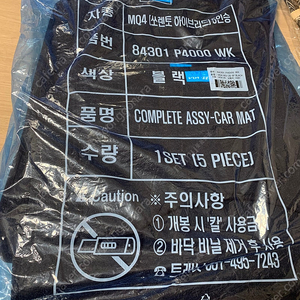 차종 MQ4 (쏘렌토 하이브리드) 5인승
품번 84301 P4000 WK
색상 블랙
품명 COMPLETE ASSY-CAR MAT
수량 1SET [5 PIECE]
Caution ※주의사항
① 개봉 시 '칼' 사용금
② 바닥 비닐 제거 후 사용
051-495-7243